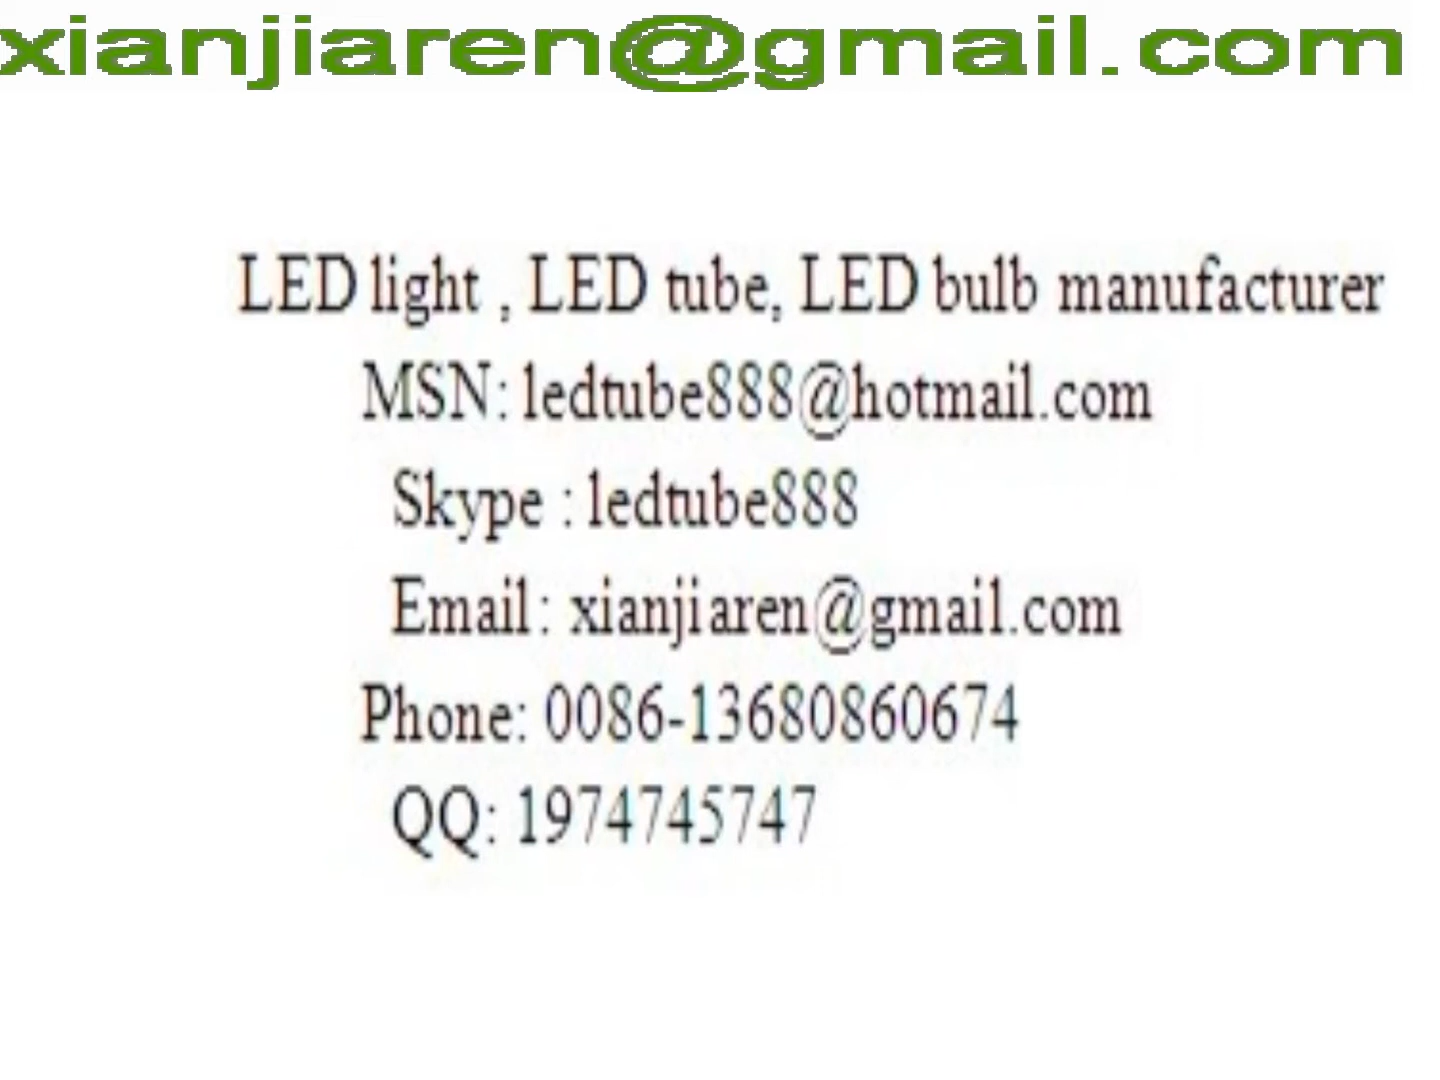 xianjiaren@gmail.com
LED light , LED tube, LED bulb manufacturer
MSN: ledtube888@hotmail.com
Skype : ledtube888
Email: xianjiaren@gmail.com
Phone: 0086-13680860674
QQ: 1974745747